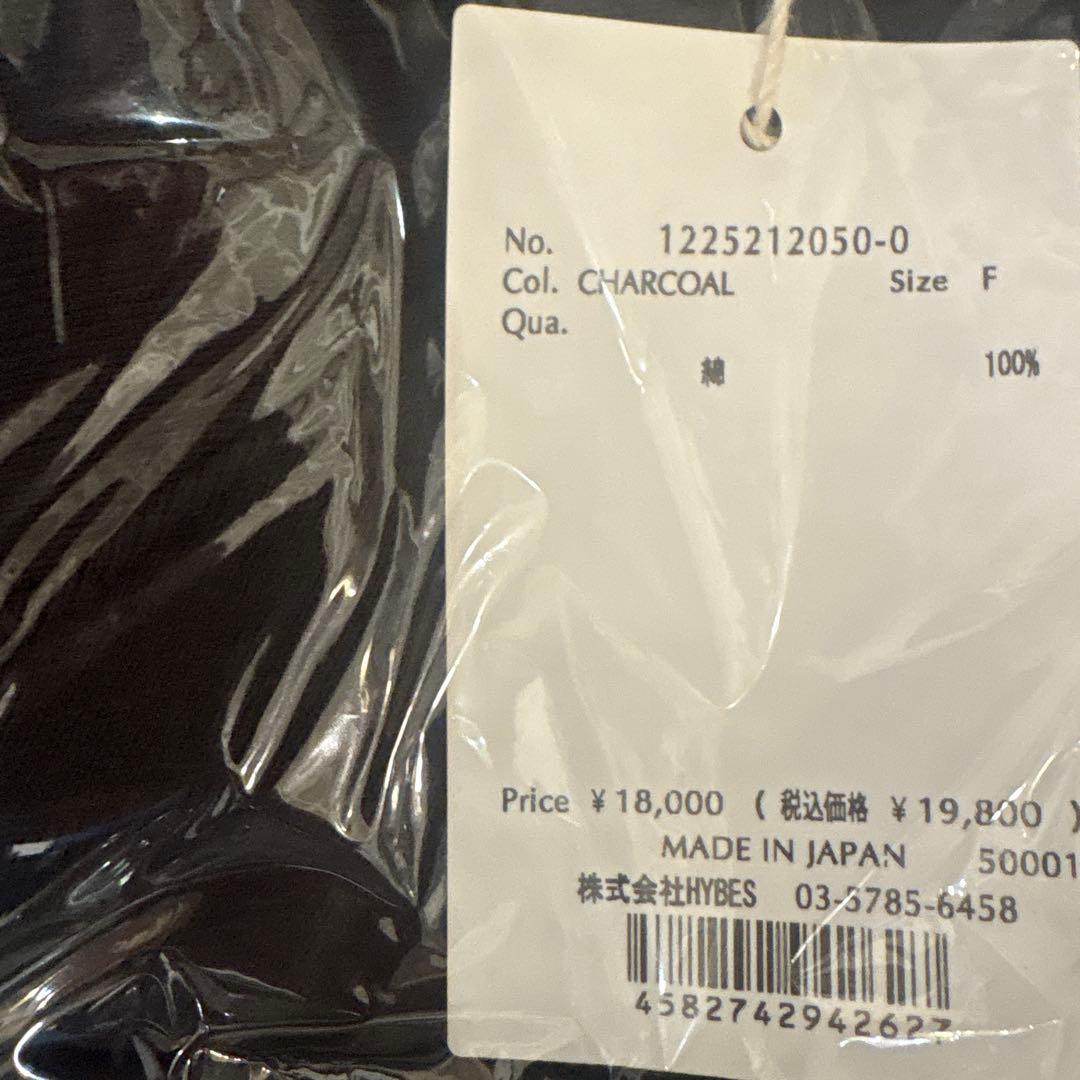 No. 1225212050-0
Col. CHARCOAL Size F
Qua.
綿 100%
Price ¥18,000 ( 税込価格 ¥19,800 )
MADE IN JAPAN 50001
株式会社HYBES 03-5785-6458
4582742942627